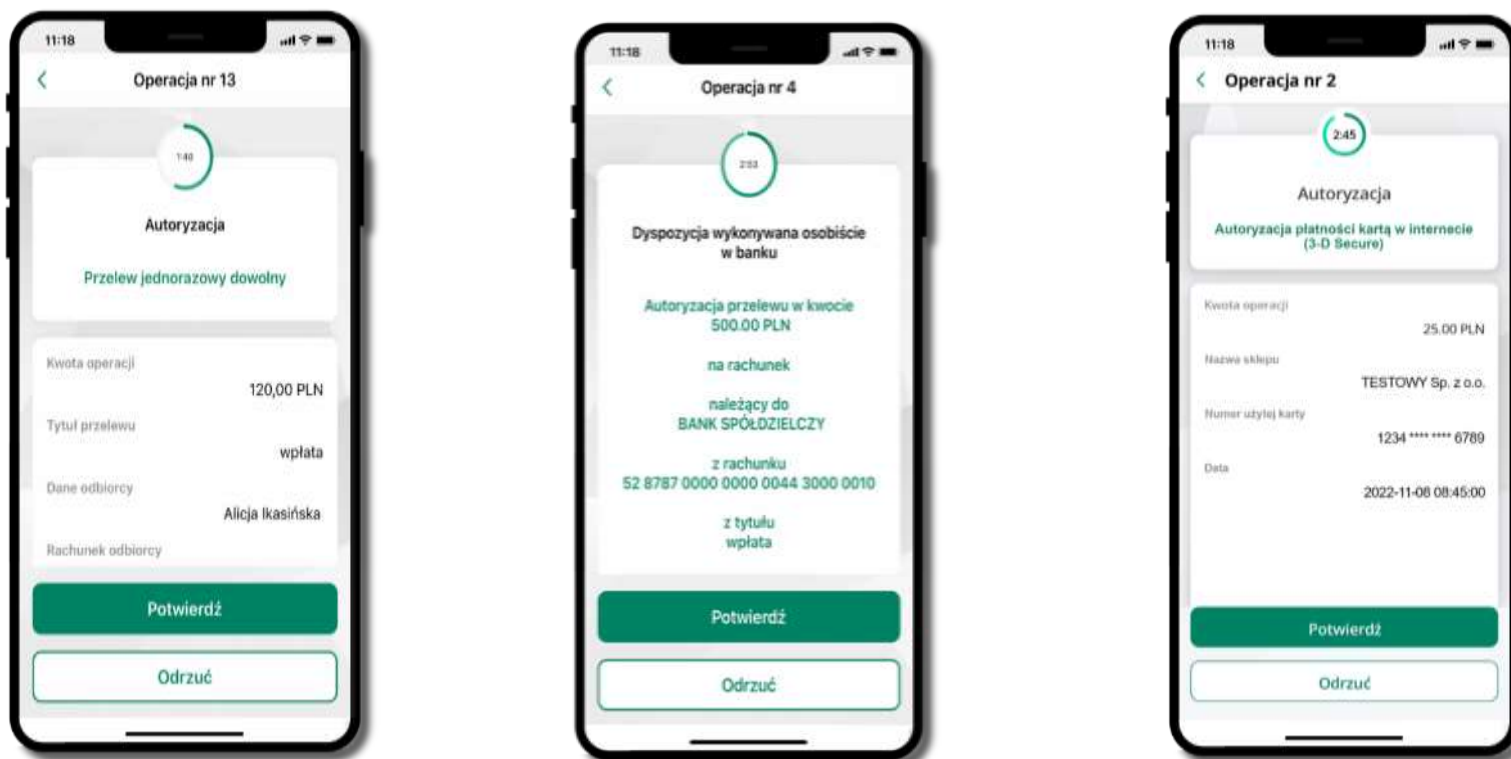 11:18
Operacja nr 13
1:40
Autoryzacja
Przelew jednorazowy dowolny
Kwota operacji
120,00 PLN
Tytuł przelewu
wpłata
Dane odbiorcy
Alicja Ikasińska
Rachunek odbiorcy
Potwierdź
Odrzuć
11:18
Operacja nr 4
2:53
Dyspozycja wykonywana osobiście
w banku
Autoryzacja przelewu w kwocie
500.00 PLN
na rachunek
należący do
BANK SPÓŁDZIELCZY
z rachunku
52 8787 0000 0000 0044 3000 0010
z tytułu
wpłata
Potwierdź
Odrzuć
11:18
Operacja nr 2
2:45
Autoryzacja
Autoryzacja płatności kartą w internecie
(3-D Secure)
Kwota operacji
25.00 PLN
Nazwa sklepu
TESTOWY Sp. z o.o.
Numer użytej karty
1234 **** **** 6789
Data
2022-11-08 08:45:00
Potwierdź
Odrzuć